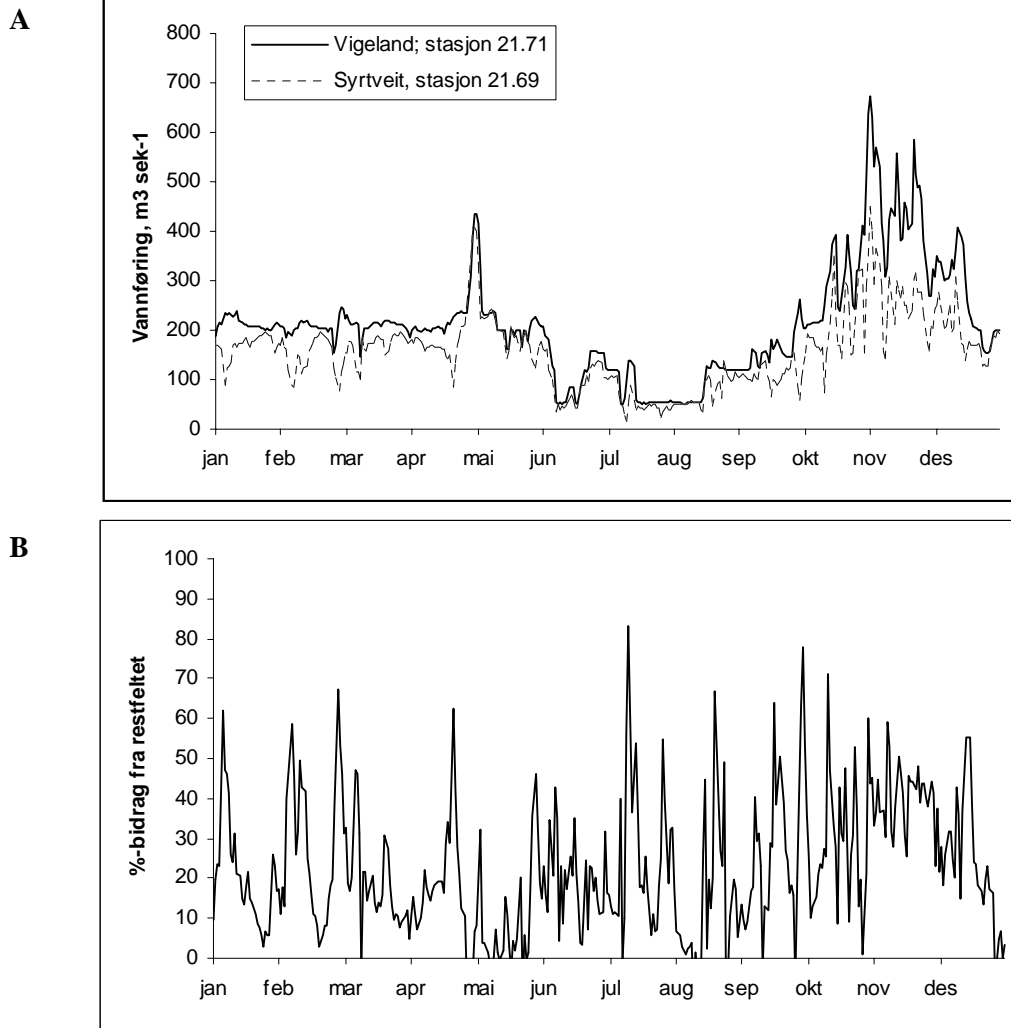 A
Vannføring, m3 sek-1
800
700
600
500
400
300
200
100
0
Vigeland; stasjon 21.71
Syrtveit, stasjon 21.69
jan feb mar apr mai jun jul aug sep okt nov des
B
%-bidrag fra restfeltet
100
90
80
70
60
50
40
30
20
10
0
jan feb mar apr mai jun jul aug sep okt nov des